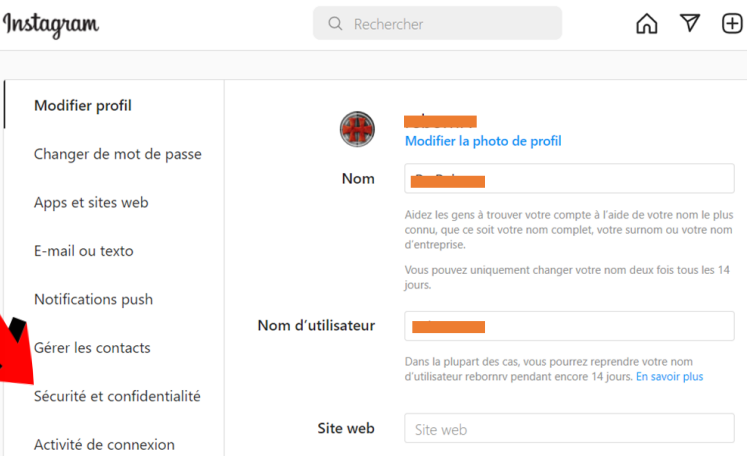 Instagram
Rechercher
Modifier profil
Changer de mot de passe
Apps et sites web
E-mail ou texto
Notifications push
Gérer les contacts
Sécurité et confidentialité
Activité de connexion
Modifier la photo de profil
Nom
Aidez les gens à trouver votre compte à l'aide de votre nom le plus
connu, que ce soit votre nom complet, votre surnom ou votre nom
d'entreprise.
Vous pouvez uniquement changer votre nom deux fois tous les 14
jours.
Nom d'utilisateur
Dans la plupart des cas, vous pourrez reprendre votre nom
d'utilisateur rebornrv pendant encore 14 jours. En savoir plus
Site web
Site web